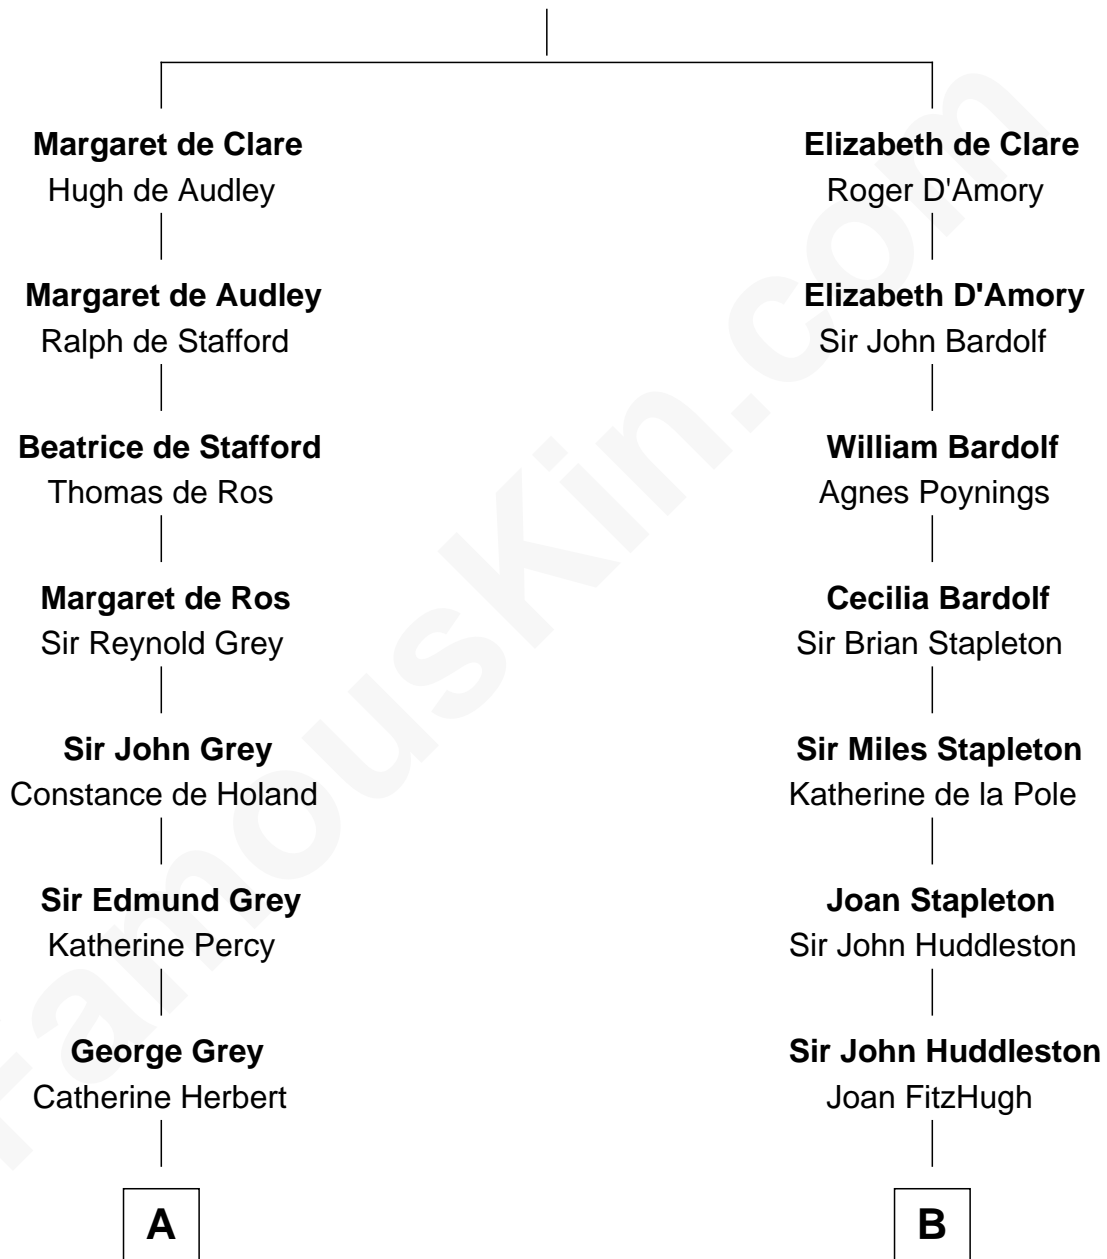 Margaret de Clare
Hugh de Audley
Margaret de Audley
Ralph de Stafford
Beatrice de Stafford
Thomas de Ros
Margaret de Ros
Sir Reynold Grey
Sir John Grey
Constance de Holand
Sir Edmund Grey
Katherine Percy
George Grey
Catherine Herbert
A
Elizabeth de Clare
Roger D'Amory
Elizabeth D'Amory
Sir John Bardolf
William Bardolf
Agnes Poynings
Cecilia Bardolf
Sir Brian Stapleton
Sir Miles Stapleton
Katherine de la Pole
Joan Stapleton
Sir John Huddleston
Sir John Huddleston
Joan FitzHugh
B
FamousKin.com